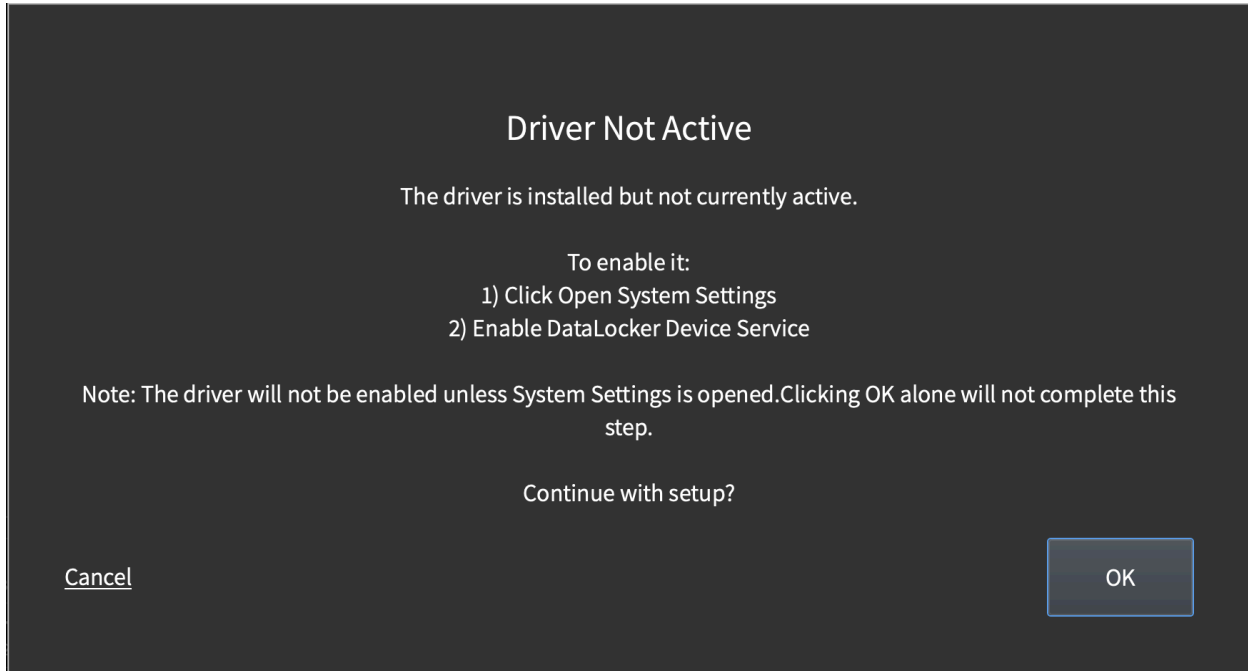 Driver Not Active
The driver is installed but not currently active.
To enable it:
1) Click Open System Settings
2) Enable DataLocker Device Service
Note: The driver will not be enabled unless System Settings is opened.Clicking OK alone will not complete this
step.
Continue with setup?
Cancel
OK